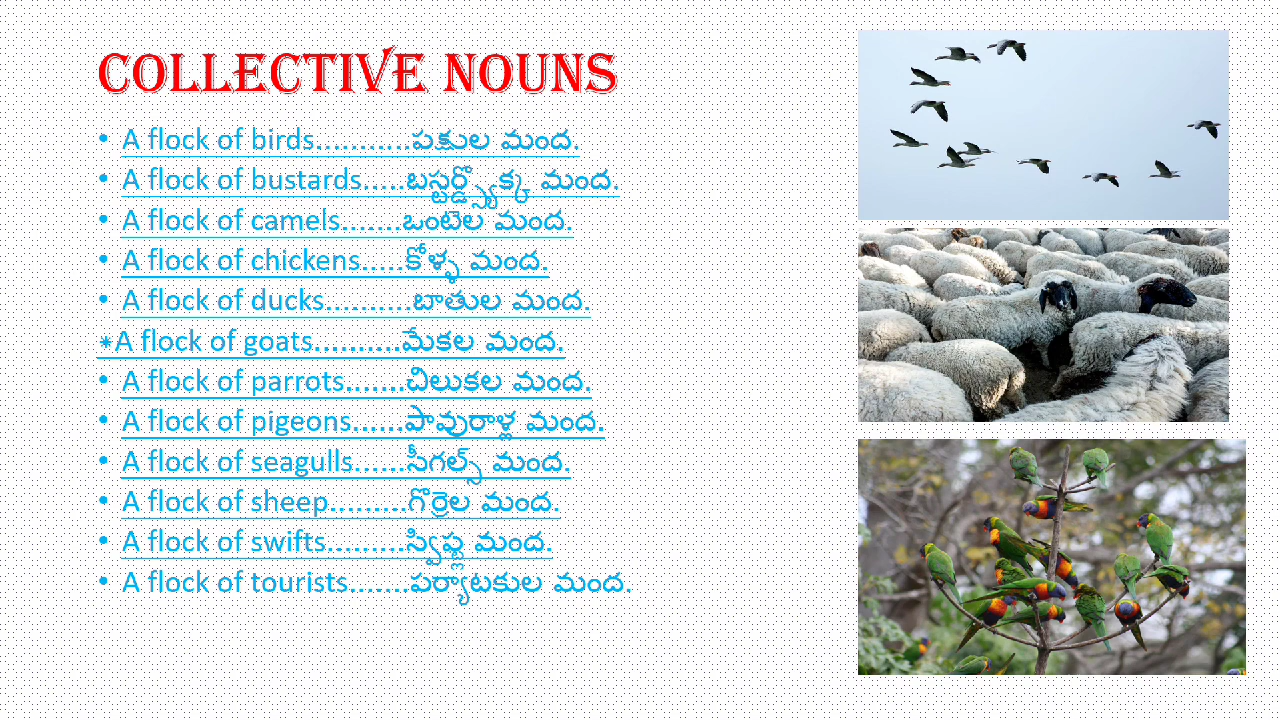 COLLECTIVE NOUNS
• A flock of birds...........పకుల మంద.
• A flock of bustards.....బస్టర్డ్స్యొక్క మంద.
• A flock of camels.......ఒంటెల మంద.
• A flock of chickens.....కోళ్ళ మంద.
• A flock of ducks..........బాతుల మంద.
*A flock of goats..........మేకల మంద.
• A flock of parrots.......చిలుకల మంద.
• A flock of pigeons......పావురాళ్ల మంద.
• A flock of seagulls......సీగల్స్ మంద.
• A flock of sheep.........గొర్రెల మంద.
• A flock of swifts.........స్విఫ్ట్ల మంద.
• A flock of tourists.......పర్యాటకుల మంద.